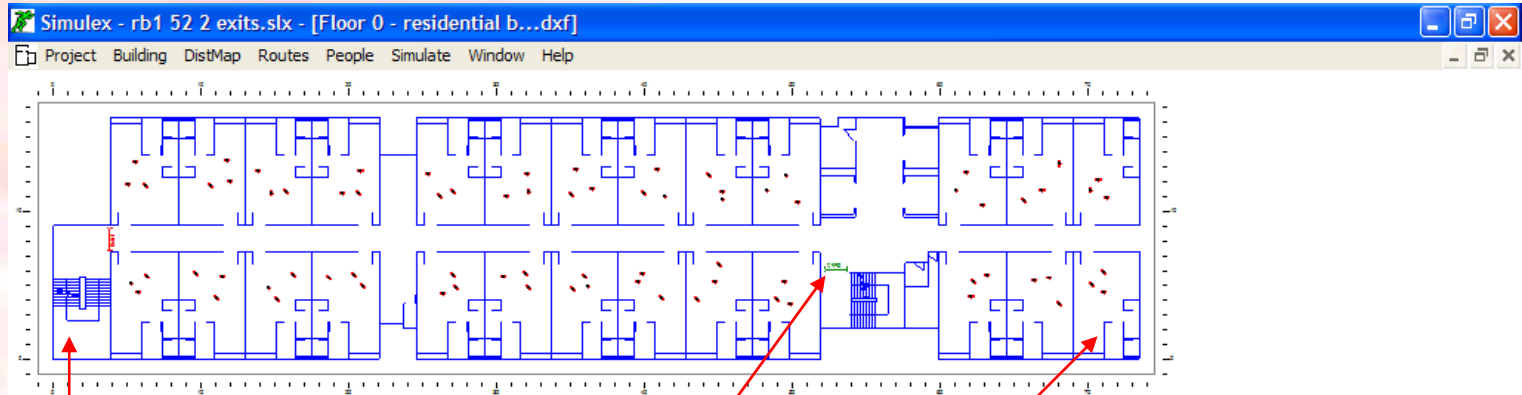 Simulex - rb1 52 2 exits.slx - [Floor 0 - residential b...dxf]
Project Building DistMap Routes People Simulate Window Help